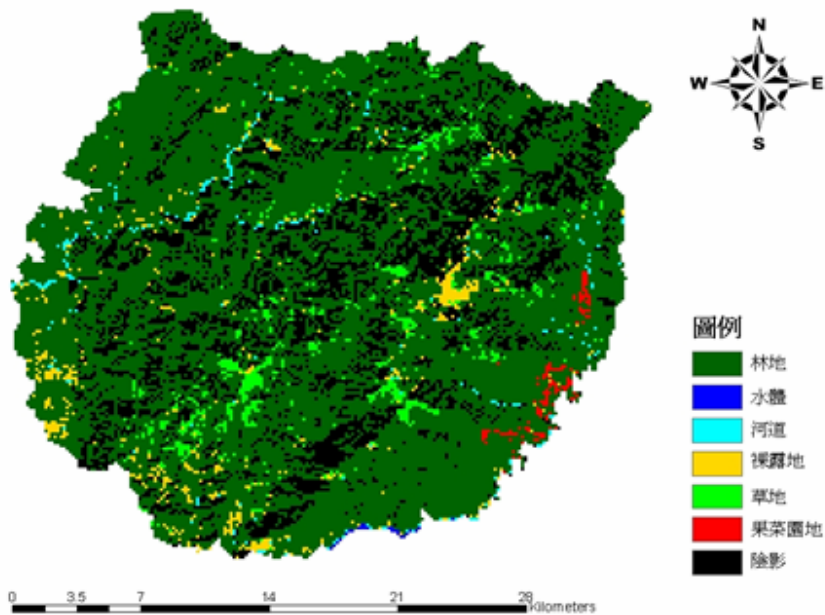 N
W E
S
圖例
林地
水體
河道
裸露地
草地
果菜園地
陰影
0 3.5 7 14 21 28
Kilometers